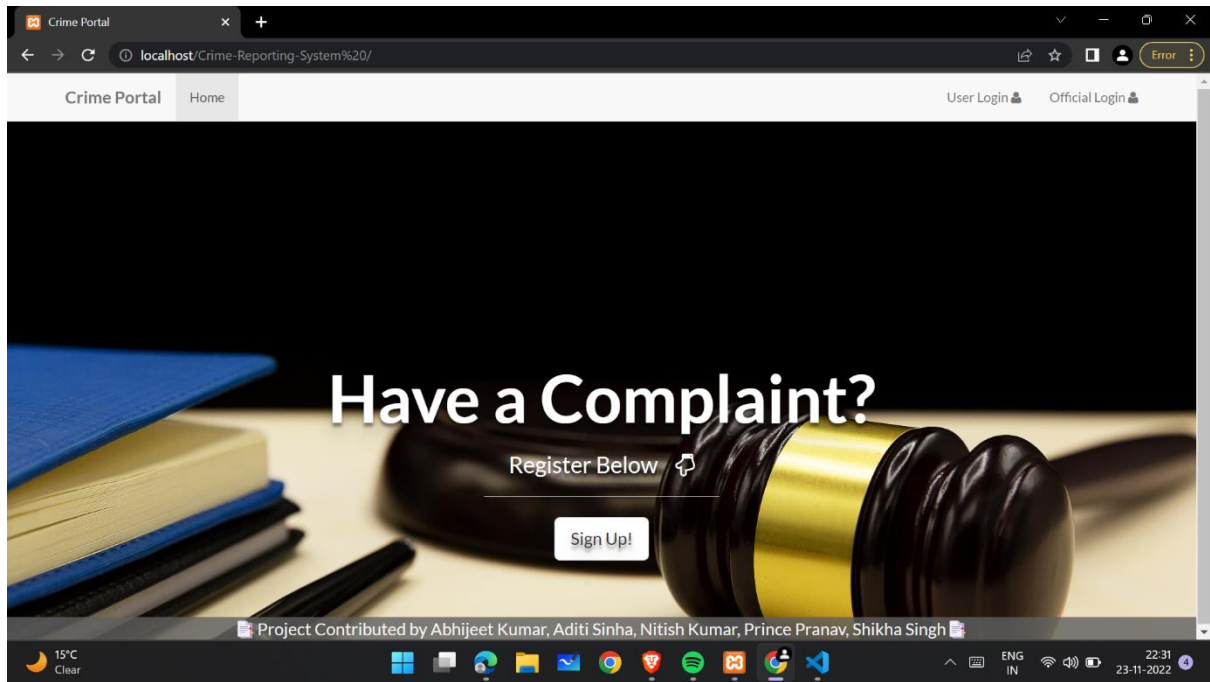 Crime Portal
localhost/Crime-Reporting-System%20/
Error
Crime Portal Home User Login Official Login
Have a Complaint?
Register Below
Sign Up!
Project Contributed by Abhijeet Kumar, Aditi Sinha, Nitish Kumar, Prince Pranav, Shikha Singh
15°C
Clear
ENG
IN
22:31
23-11-2022
4